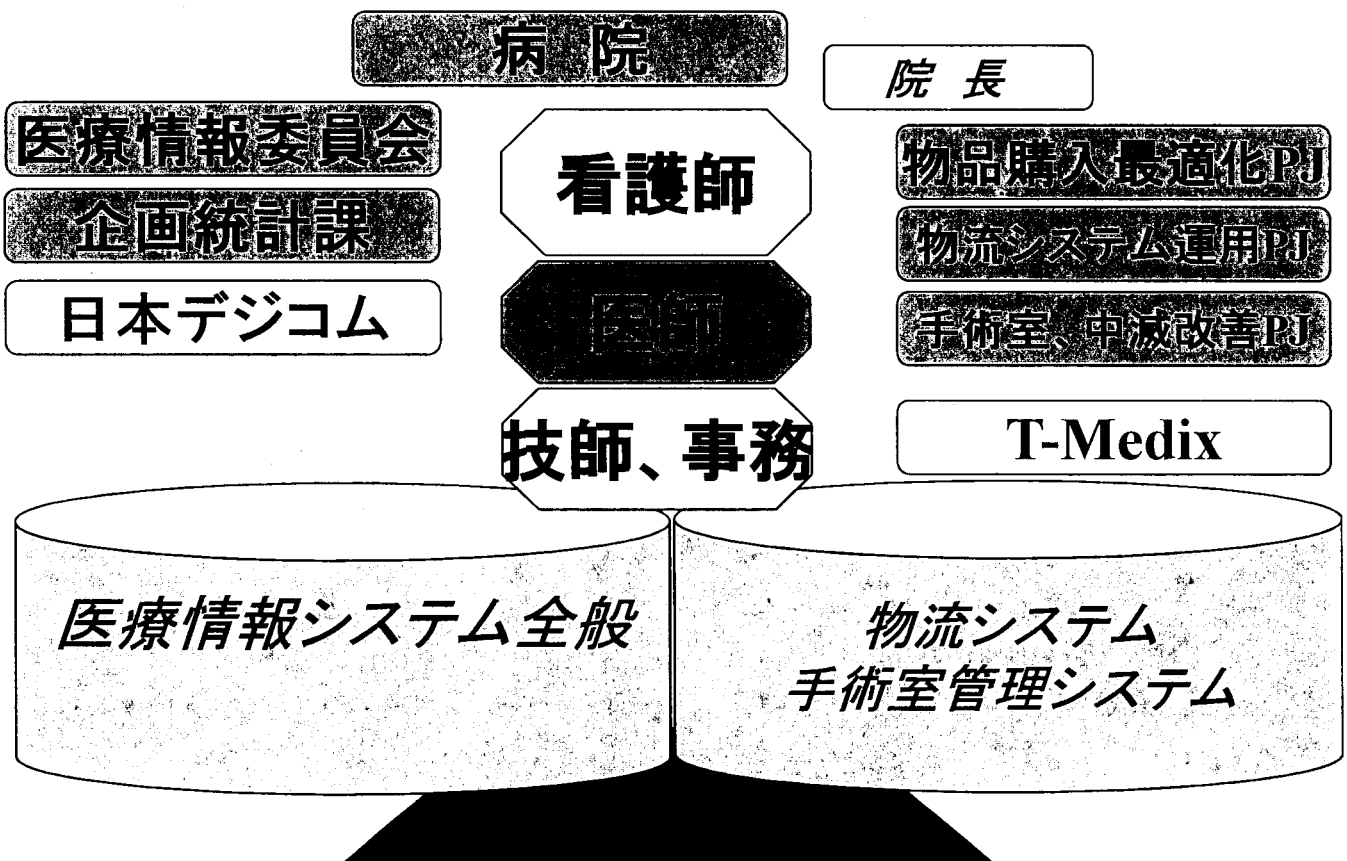 病 院
院 長
医療情報委員会
企画統計課
日本デジコム
看護師
医師
技師、事務
物品購入最適化PJ
物流システム運用PJ
手術室、中滅改善PJ
T-Medix
医療情報システム全般
物流システム
手術室管理システム